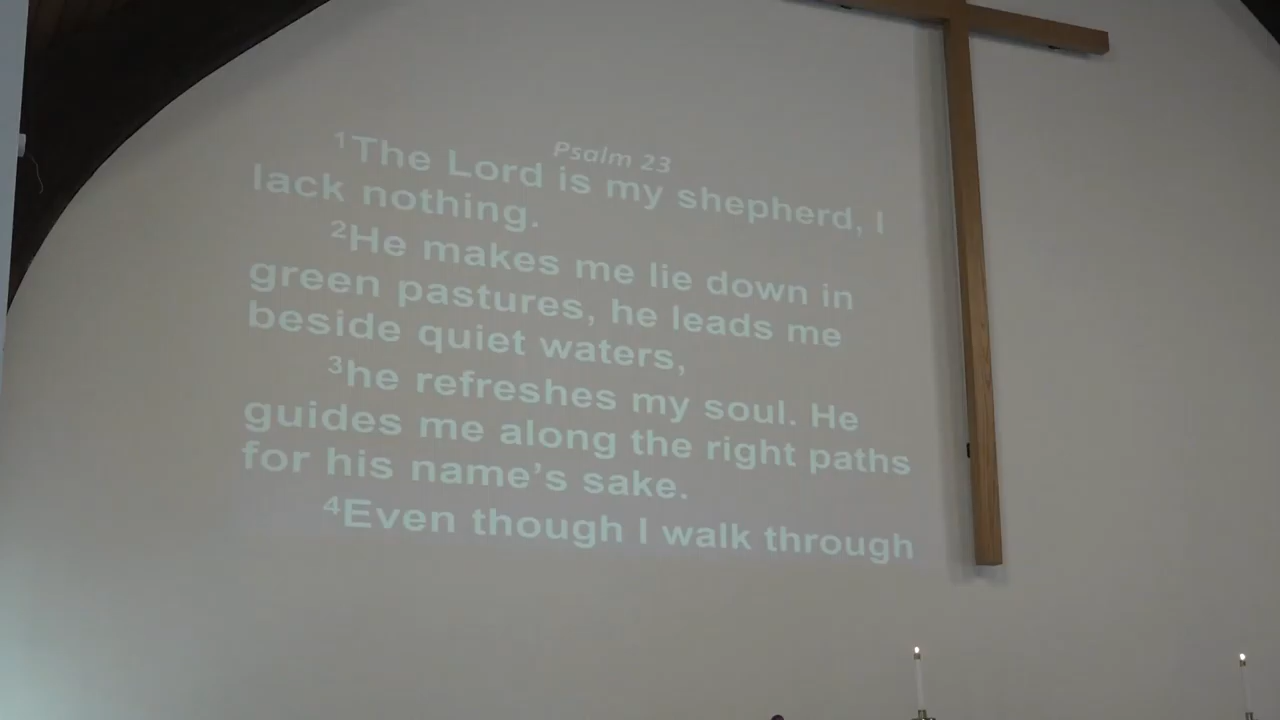 Psalm 23
¹The Lord is my shepherd, I
lack nothing.
²He makes me lie down in
green pastures, he leads me
beside quiet waters,
³he refreshes my soul. He
guides me along the right paths
for his name’s sake.
⁴Even though I walk through